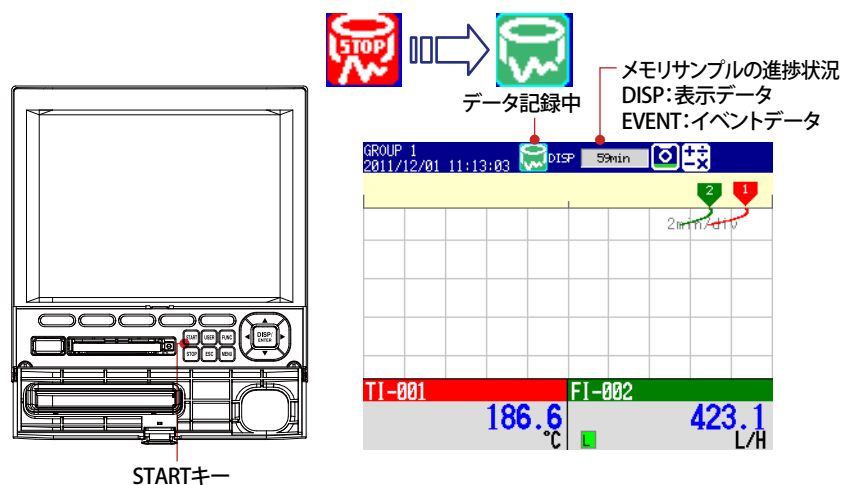 STOP
データ記録中
メモリサンプルの進捗状況
DISP：表示データ
EVENT：イベントデータ
GROUP 1
2011/12/01 11:13:03
DISP
59min
2
1
2min/div
START
USER
FUNC
DISP/
ENTER
STOP
ESC
MENU
TI-001
FI-002
186.6
°C
L
423.1
L/H
STARTキー